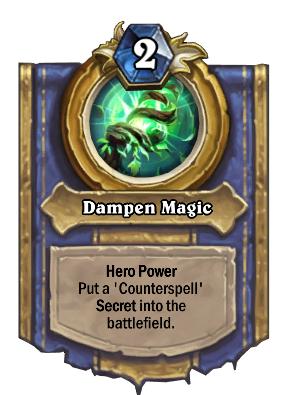 2
Dampen Magic
Hero Power
Put a 'Counterspell'
Secret into the
battlefield.